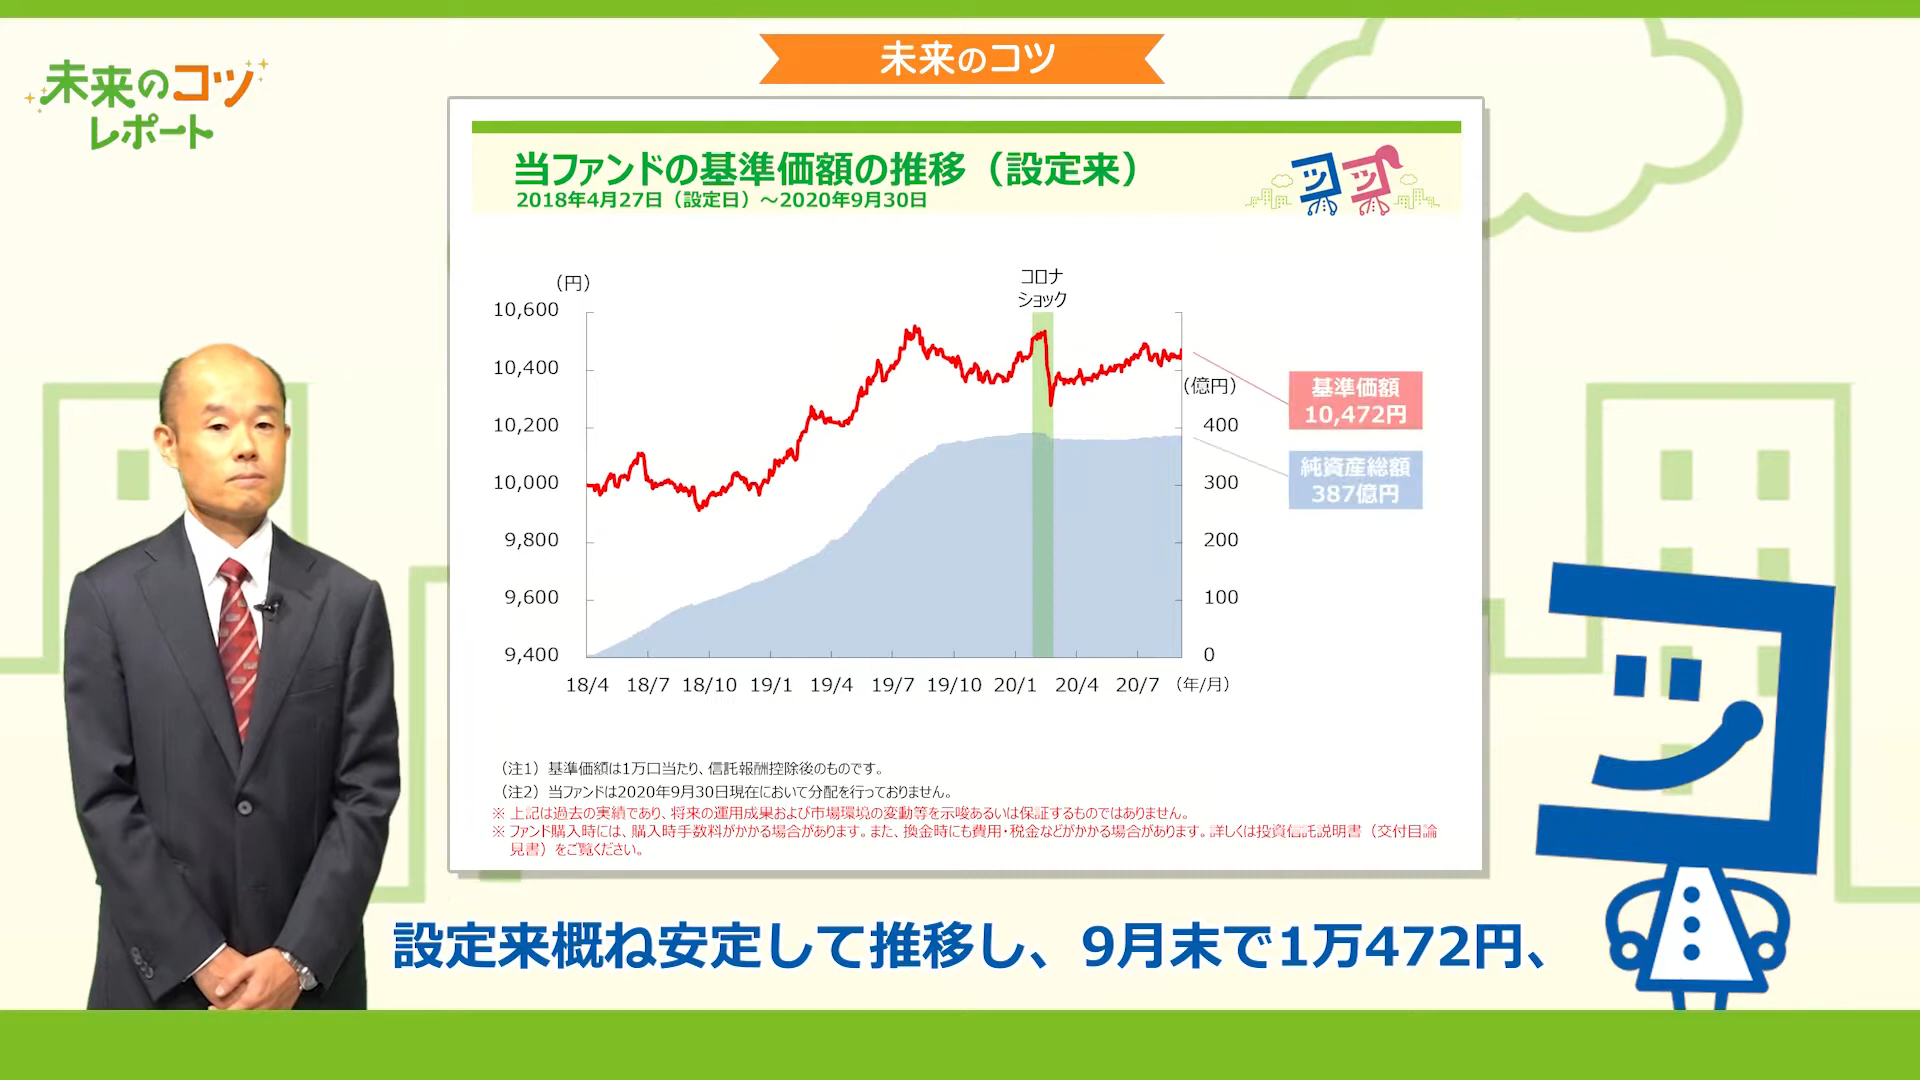 未来のコツ
未来のコツ
レポート
当ファンドの基準価額の推移（設定来）
2018年4月27日（設定日）～2020年9月30日
コツ コツ
（円）
コロナ
ショック
10,600
10,400
10,200
10,000
9,800
9,600
9,400
（億円）
400
300
200
100
0
基準価額
10,472円
純資産総額
387億円
18/4 18/7 18/10 19/1 19/4 19/7 19/10 20/1 20/4 20/7 （年/月）
（注1）基準価額は1万口当たり、信託報酬控除後のものです。
（注2）当ファンドは2020年9月30日現在において分配を行っておりません。
※ 上記は過去の実績であり、将来の運用成果および市場環境の変動等を示唆あるいは保証するものではありません。
※ ファンド購入時には、購入時手数料がかかる場合があります。また、換金時にも費用・税金などがかかる場合があります。詳しくは投資信託説明書（交付目論
見書）をご覧ください。
設定来概ね安定して推移し、9月末で1万472円、